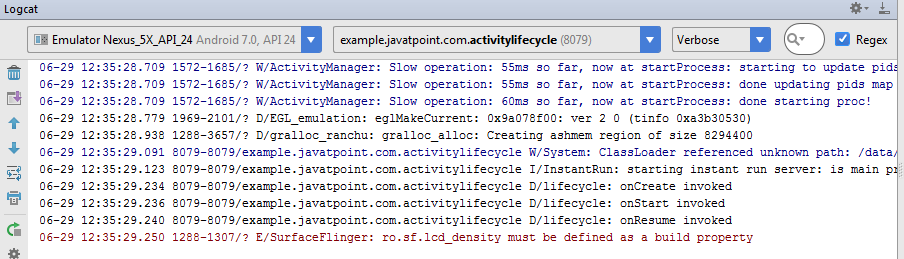 Logcat
Emulator Nexus_5X_API_24 Android 7.0, API 24
example.javatpoint.com.activitylifecycle (8079)
Verbose
Regex
06-29 12:35:28.709 1572-1685/? W/ActivityManager: Slow operation: 55ms so far, now at startProcess: starting to update pids
06-29 12:35:28.709 1572-1685/? W/ActivityManager: Slow operation: 55ms so far, now at startProcess: done updating pids map
06-29 12:35:28.709 1572-1685/? W/ActivityManager: Slow operation: 60ms so far, now at startProcess: done starting proc!
06-29 12:35:28.779 1969-2101/? D/EGL_emulation: eglMakeCurrent: 0x9a078f00: ver 2 0 (tinfo 0xa3b30530)
06-29 12:35:28.938 1288-3657/? D/gralloc_ranchu: gralloc_alloc: Creating ashmem region of size 8294400
06-29 12:35:29.091 8079-8079/example.javatpoint.com.activitylifecycle W/System: ClassLoader referenced unknown path: /data/
06-29 12:35:29.123 8079-8079/example.javatpoint.com.activitylifecycle I/InstantRun: starting instant run server: is main pr
06-29 12:35:29.234 8079-8079/example.javatpoint.com.activitylifecycle D/lifecycle: onCreate invoked
06-29 12:35:29.236 8079-8079/example.javatpoint.com.activitylifecycle D/lifecycle: onStart invoked
06-29 12:35:29.240 8079-8079/example.javatpoint.com.activitylifecycle D/lifecycle: onResume invoked
06-29 12:35:29.250 1288-1307/? E/SurfaceFlinger: ro.sf.lcd_density must be defined as a build property